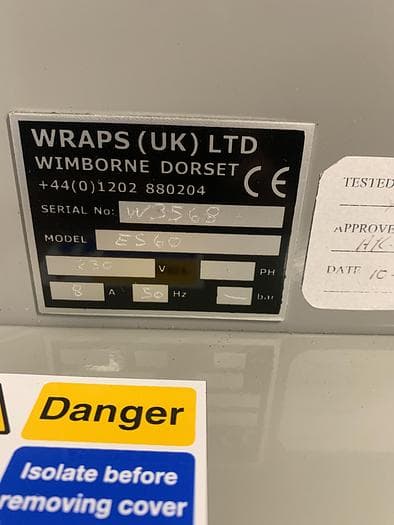 WRAPS (UK) LTD
WIMBORNE DORSET
+44(0)1202 880204
CE
SERIAL No: W3568
MODEL ES60
230 V PH
8 A 50 Hz — bar
TESTED
APPROVE
DATE
Danger
Isolate before
removing cover